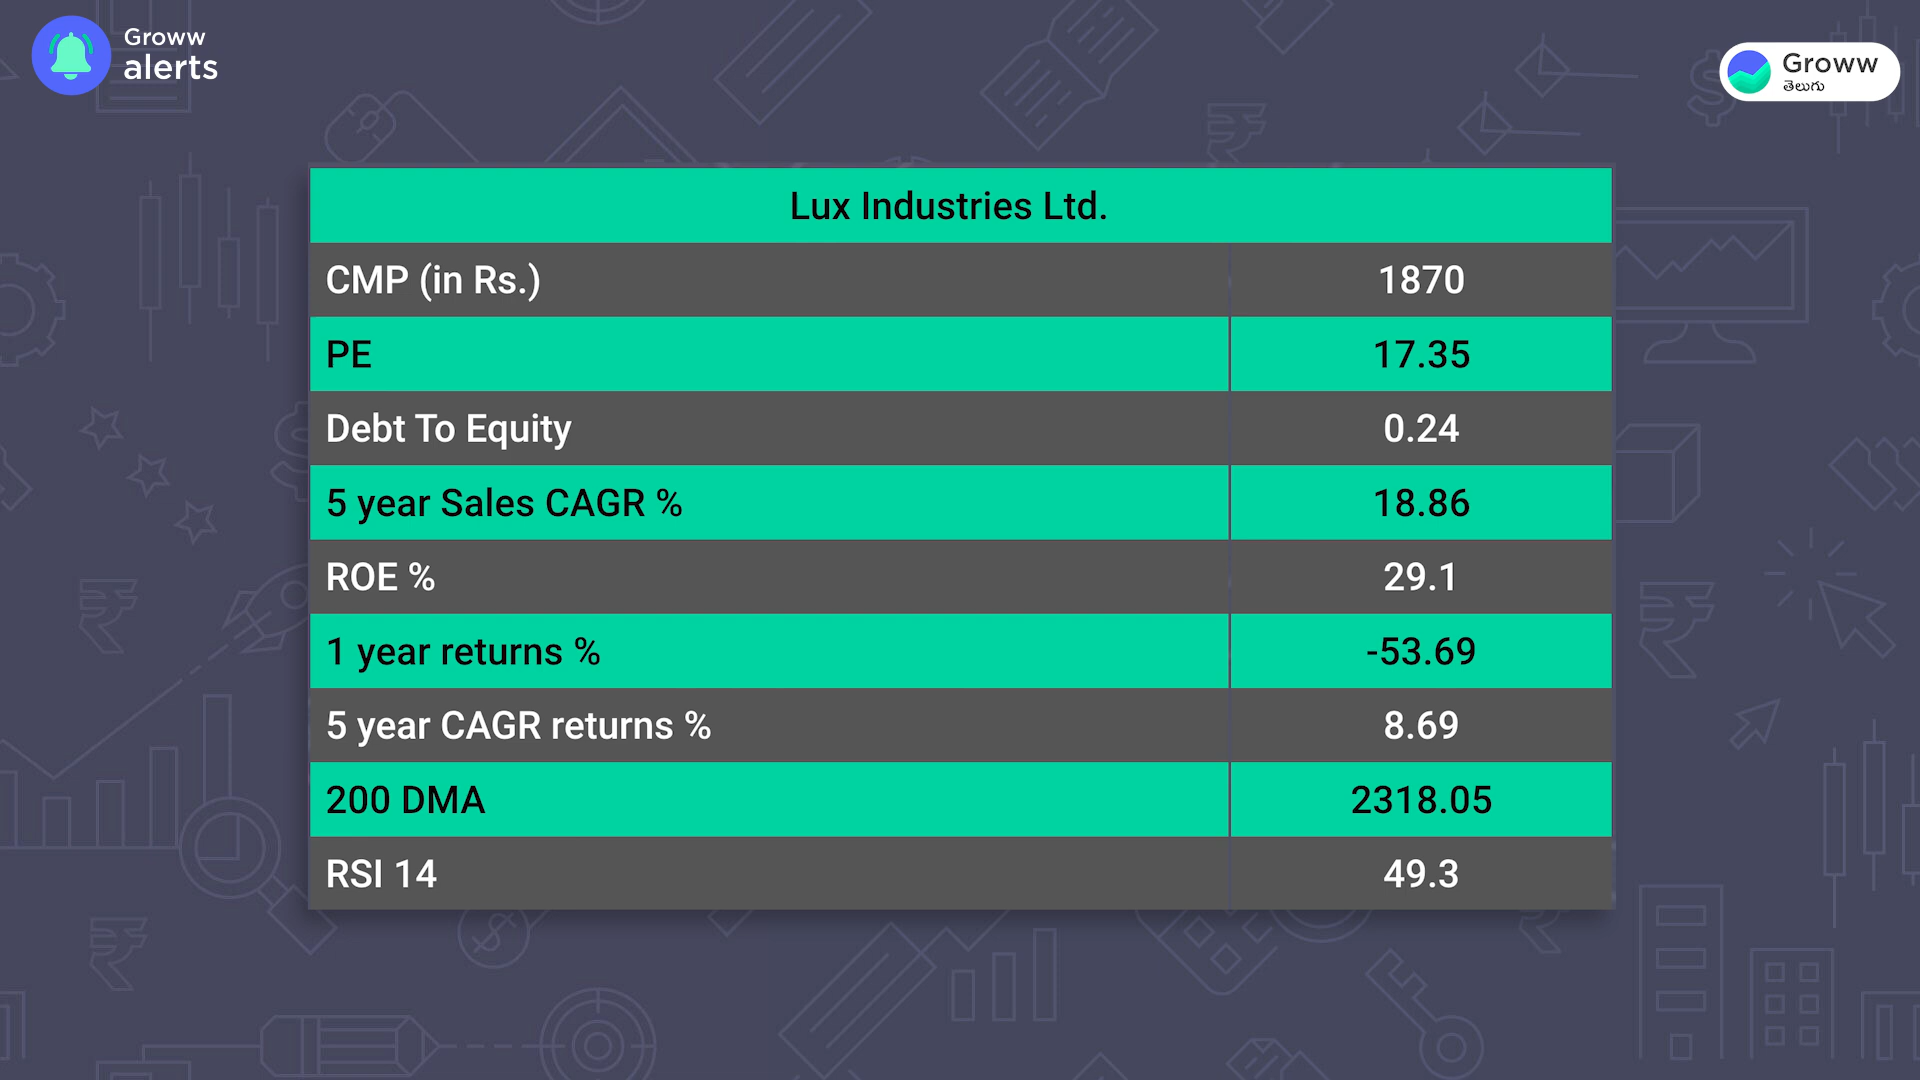 Groww
alerts
Groww
తెలుగు
Lux Industries Ltd.
CMP (in Rs.) 1870
PE 17.35
Debt To Equity 0.24
5 year Sales CAGR % 18.86
ROE % 29.1
1 year returns % -53.69
5 year CAGR returns % 8.69
200 DMA 2318.05
RSI 14 49.3